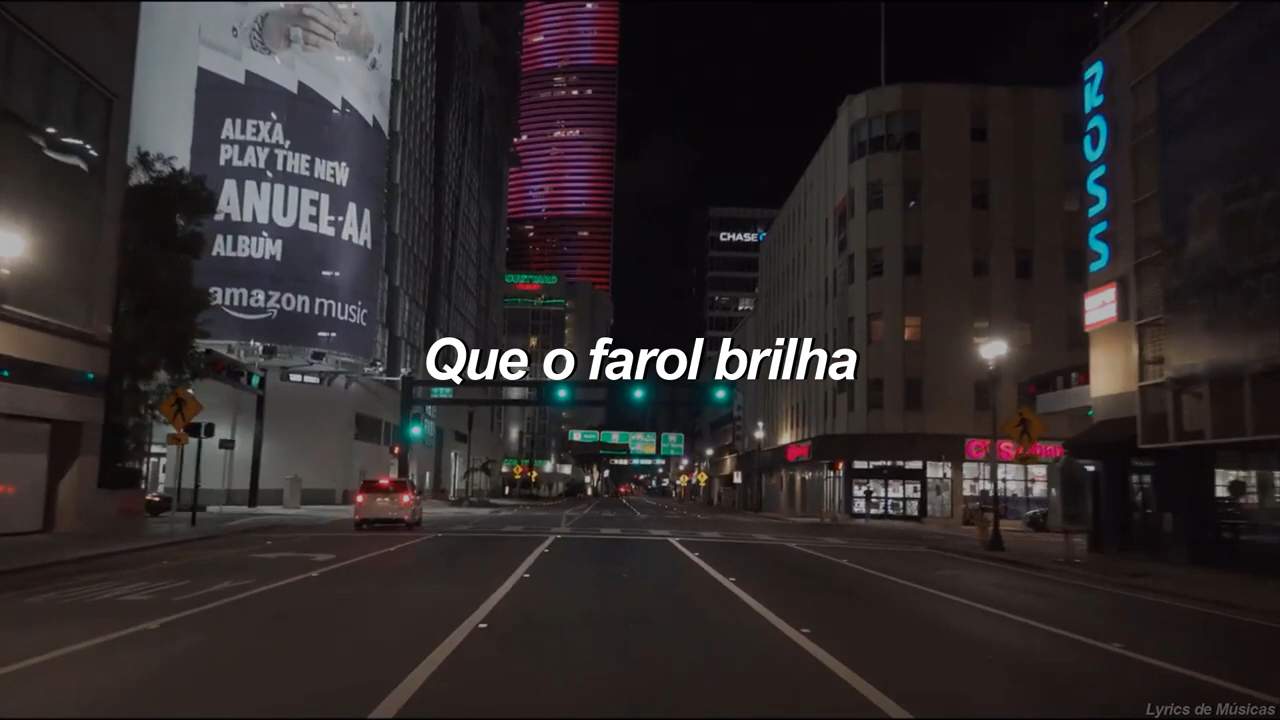 ALEXA,
PLAY THE NEW
ANUEL AA
ALBUM
amazon music
ROSS
CHASE
Que o farol brilha
Lyrics de Músicas